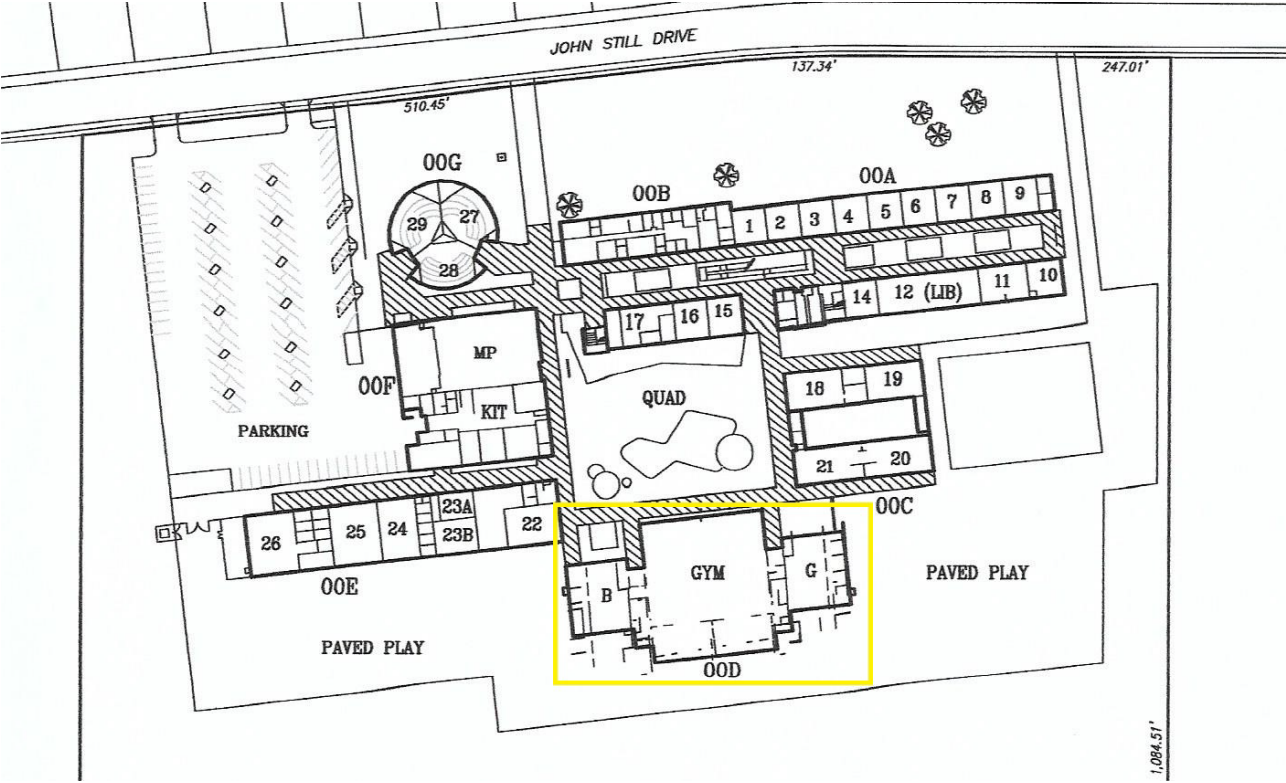 JOHN STILL DRIVE
137.34'
247.01'
510.45'
00G
00B
00A
29
27
28
1
2
3
4
5
6
7
8
9
17
16
15
14
12 (LIB)
11
10
MP
00F
KIT
QUAD
18
19
PARKING
21
20
00C
26
25
24
23A
23B
22
00E
B
GYM
G
PAVED PLAY
PAVED PLAY
00D
1,084.51'